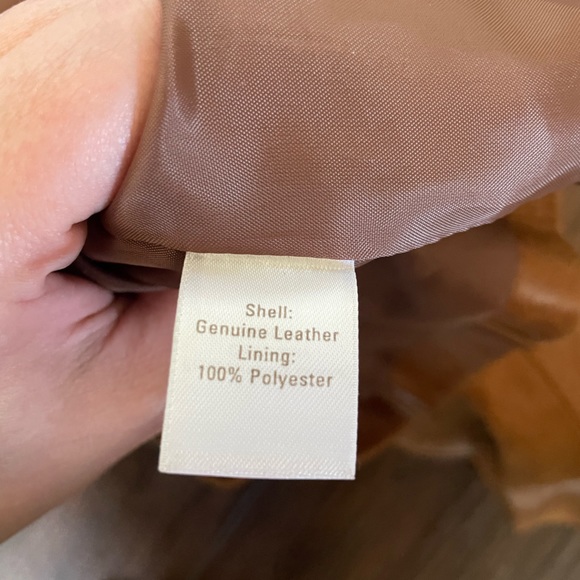 Shell:
Genuine Leather
Lining:
100% Polyester